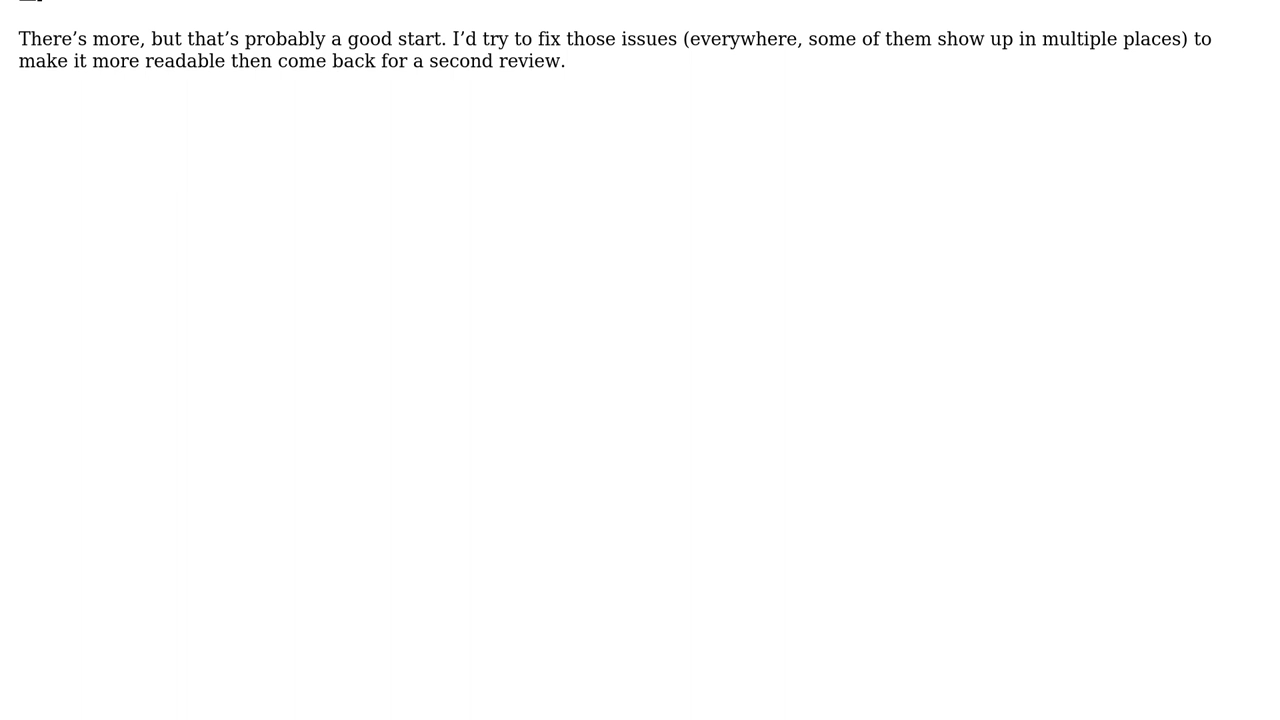 There’s more, but that’s probably a good start. I’d try to fix those issues (everywhere, some of them show up in multiple places) to
make it more readable then come back for a second review.